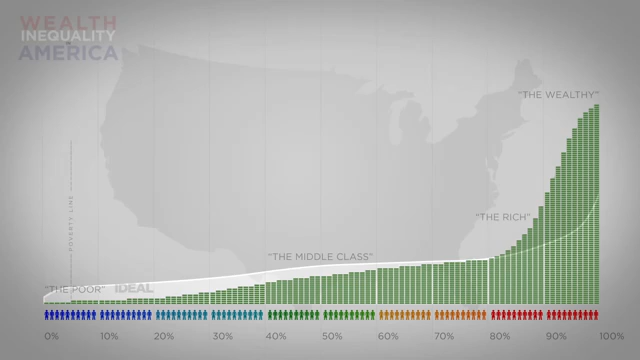 WEALTH
INEQUALITY
IN
AMERICA
"THE WEALTHY"
"THE RICH"
POVERTY LINE
"THE MIDDLE CLASS"
"THE POOR"
IDEAL
0% 10% 20% 30% 40% 50% 60% 70% 80% 90% 100%